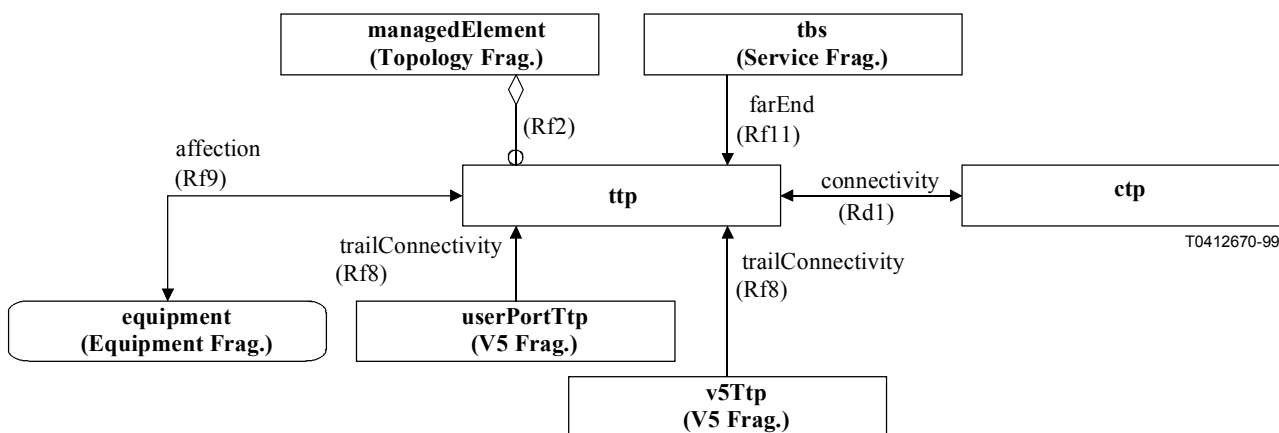 managedElement
(Topology Frag.)
tbs
(Service Frag.)
farEnd
(Rf11)
(Rf2)
affection
(Rf9)
ttp
connectivity
(Rd1)
ctp
T0412670-99
trailConnectivity
(Rf8)
trailConnectivity
(Rf8)
equipment
(Equipment Frag.)
userPortTtp
(V5 Frag.)
v5Ttp
(V5 Frag.)